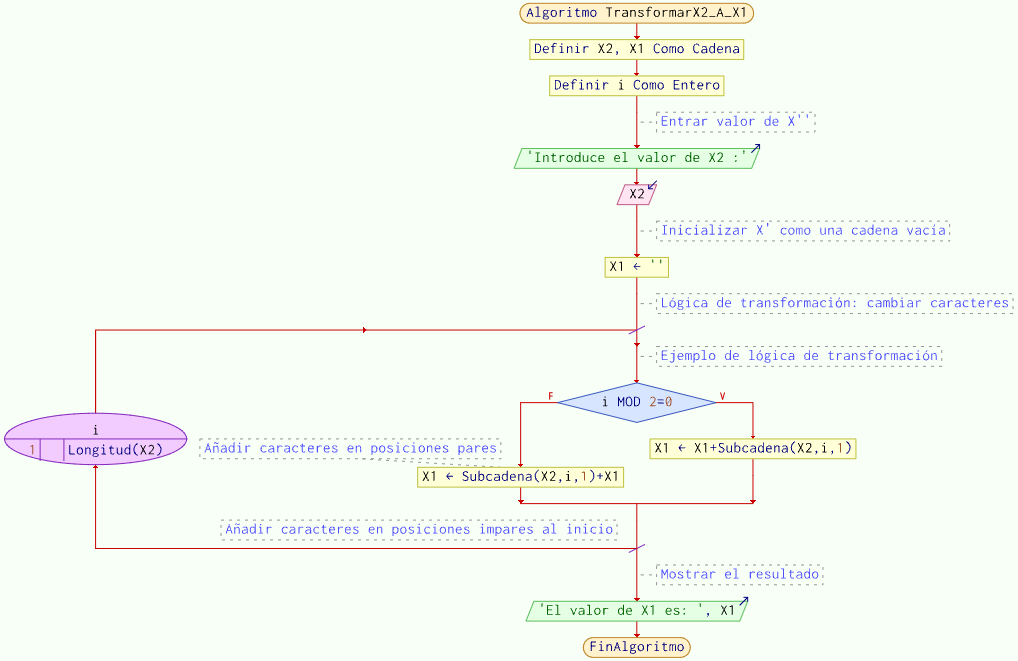 Algoritmo TransformarX2_A_X1
Definir X2, X1 Como Cadena
Definir i Como Entero
Entrar valor de X''
'Introduce el valor de X2 :'
X2
Inicializar X' como una cadena vacía
X1 ← ''
Lógica de transformación: cambiar caracteres
Ejemplo de lógica de transformación
F
i MOD 2=0
V
i
1 Longitud(X2)
Añadir caracteres en posiciones pares
X1 ← X1+Subcadena(X2,i,1)
X1 ← Subcadena(X2,i,1)+X1
Añadir caracteres en posiciones impares al inicio
Mostrar el resultado
'El valor de X1 es: ', X1
FinAlgoritmo